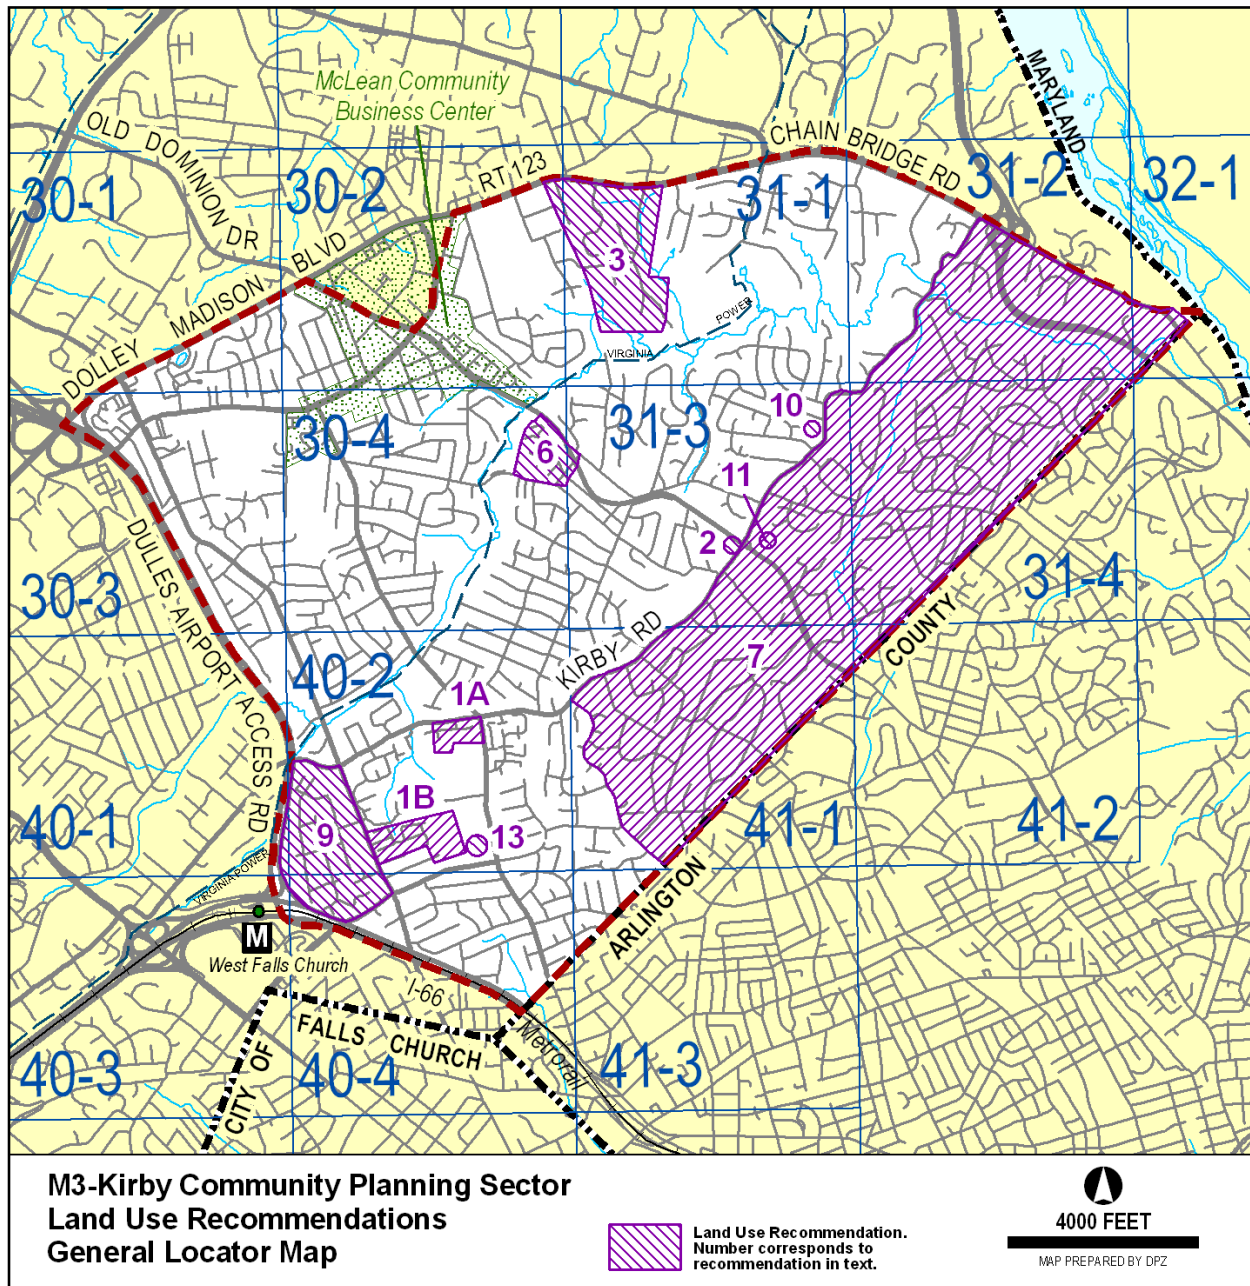 McLean Community
Business Center
MARYLAND
OLD DOMINION DR
CHAIN BRIDGE RD
RT 123
30-1
30-2
31-1
31-2
32-1
DOLLEY MADISON BLVD
3
POWER
VIRGINIA
10
30-4
31-3
6
11
2
30-3
DULLES AIRPORT ACCESS RD
31-4
COUNTY
KIRBY RD
7
40-2
1A
1B
40-1
9
13
41-1
41-2
VIRGINIA POWER
ARLINGTON
M
West Falls Church
I-66
CITY OF FALLS CHURCH
Metrorail
40-3
40-4
41-3
M3-Kirby Community Planning Sector
Land Use Recommendations
General Locator Map
Land Use Recommendation.
Number corresponds to
recommendation in text.
4000 FEET
MAP PREPARED BY DPZ